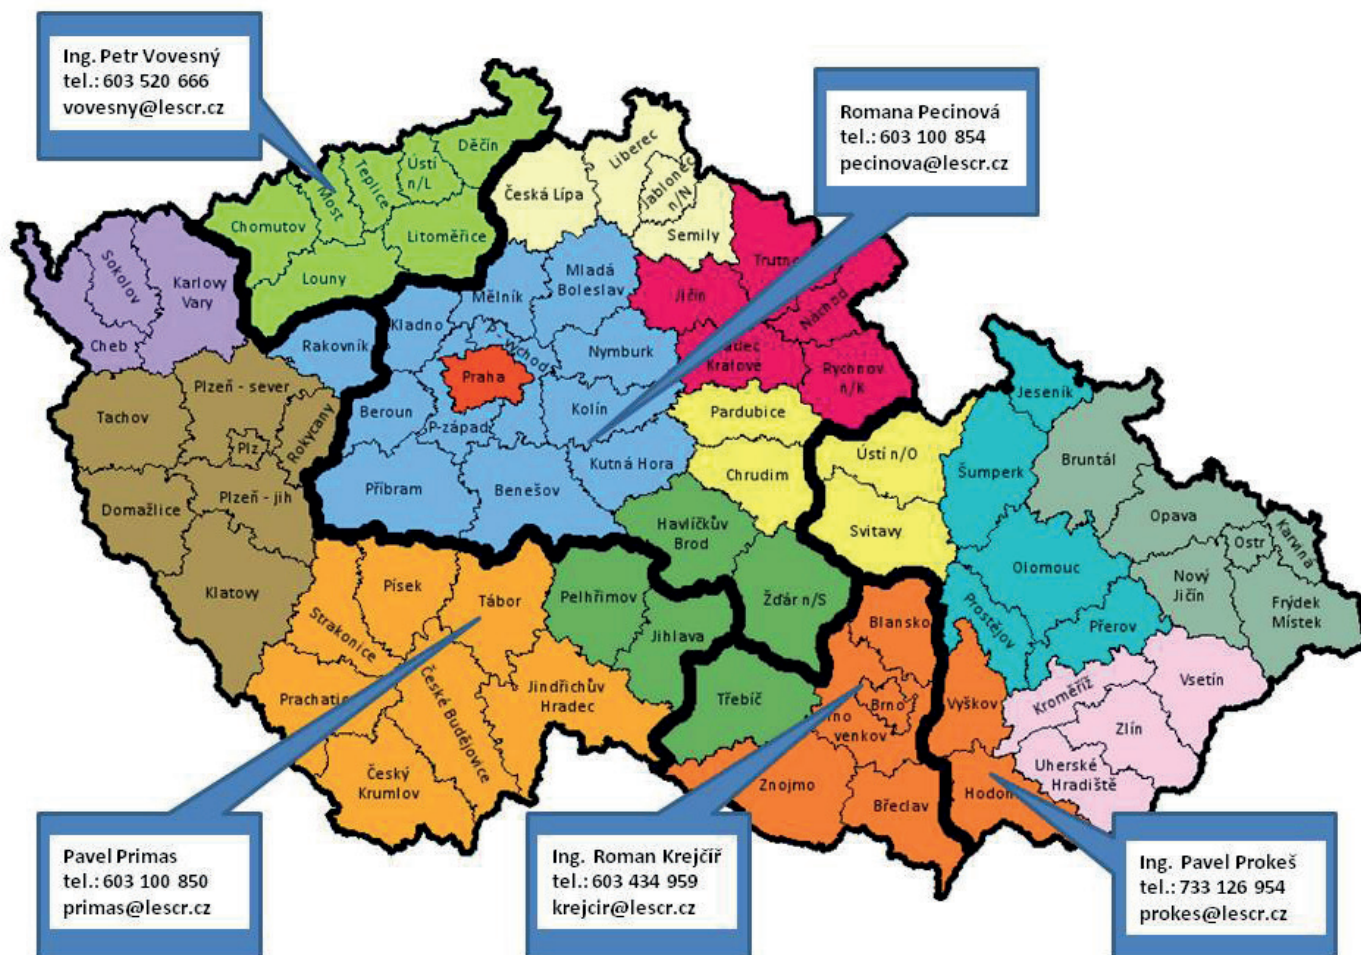 Ing. Petr Vovesný
tel.: 603 520 666
vovesny@lescr.cz
Romana Pecinová
tel.: 603 100 854
pecinova@lescr.cz
Děčín
Ústí
n/L
Teplice
Most
Chomutov
Litoměřice
Louny
Liberec
Česká Lípa
Jablonec
n/N
Semily
Sokolov
Karlovy
Vary
Cheb
Mladá
Boleslav
Mělník
Jičín
Náchod
Kladno
Rakovník
Nymburk
Králové
Rychnov
n/K
Praha
Plzeň - sever
Tachov
Rokycany
Beroun
Kolín
P-západ
Pardubice
Jeseník
Plz
Kutná Hora
Chrudim
Ústí n/O
Šumperk
Bruntál
Příbram
Benešov
Domažlice
Plzeň - jih
Svitavy
Opava
Karviná
Ostr
Havlíčkův
Brod
Olomouc
Nový
Jičín
Klatovy
Písek
Tábor
Pelhřimov
Žďár n/S
Frýdek
Místek
Strakonice
Jihlava
Blansko
Prostějov
Přerov
Vsetín
České Budějovice
Jindřichův
Hradec
Třebíč
Brno
venkov
Vyškov
Kroměříž
Zlín
Český
Krumlov
Znojmo
Břeclav
Uherské
Hradiště
Pavel Primas
tel.: 603 100 850
primas@lescr.cz
Ing. Roman Krejčíř
tel.: 603 434 959
krejcir@lescr.cz
Ing. Pavel Prokeš
tel.: 733 126 954
prokes@lescr.cz